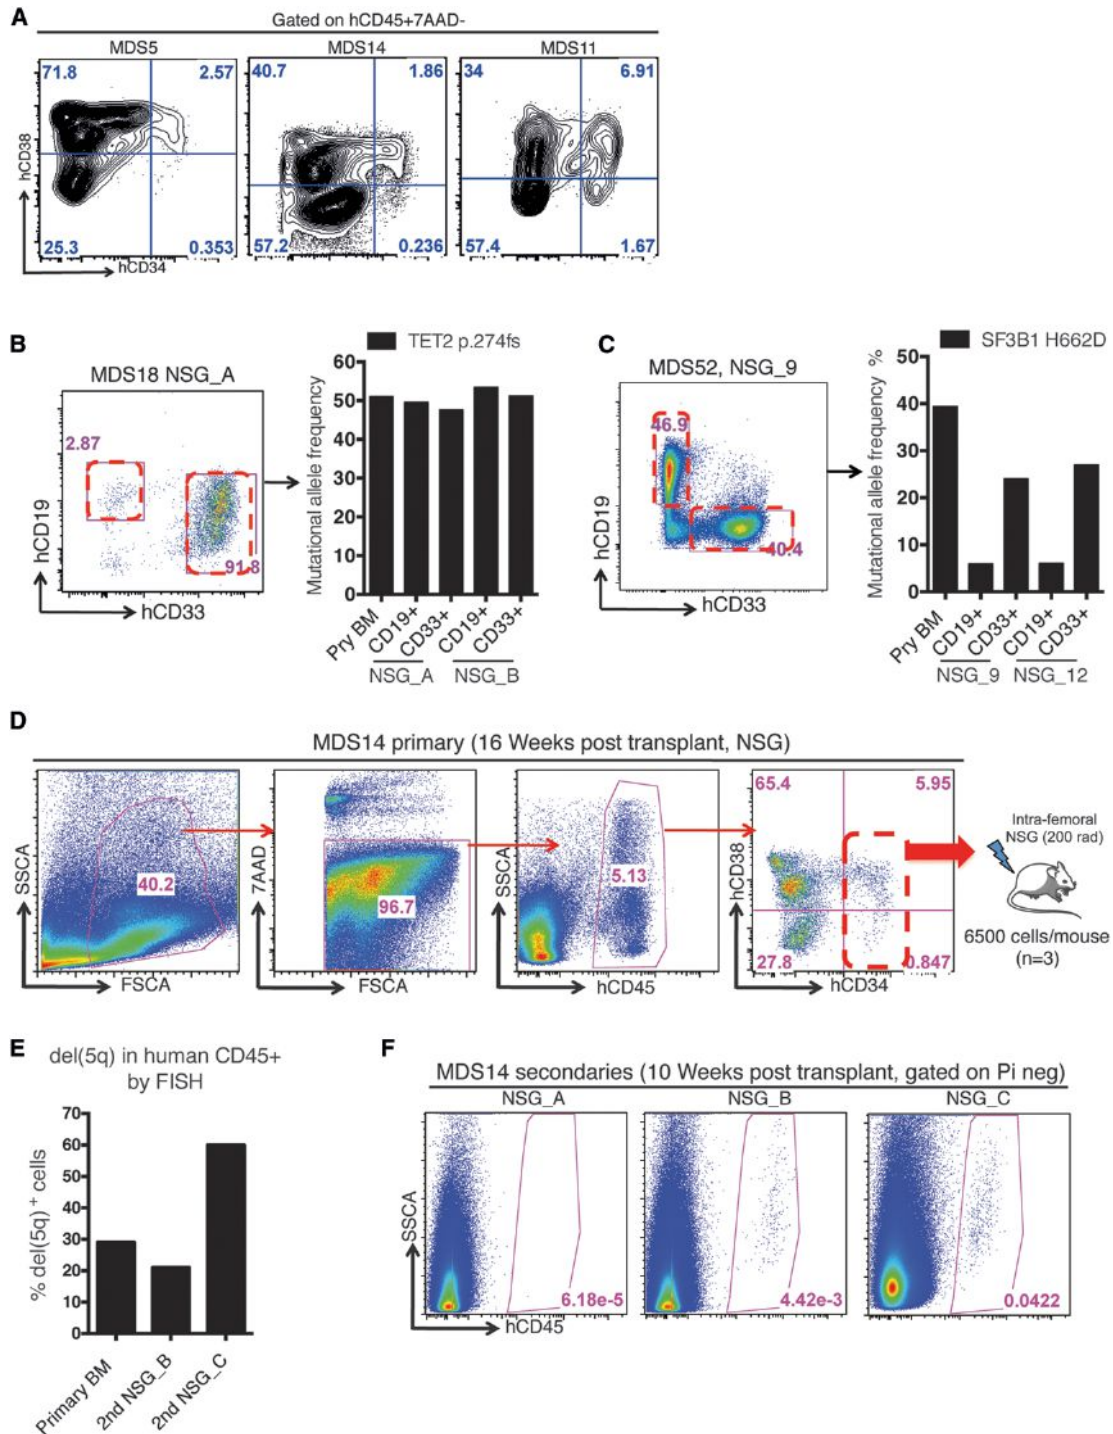 A
Gated on hCD45+7AAD-
MDS5 MDS14 MDS11
71.8 2.57 40.7 1.86 34 6.91
hCD38
25.3 0.353 57.2 0.236 57.4 1.67
hCD34
B
MDS18 NSG_A
2.87
91.8
hCD19
hCD33
TET2 p.274fs
Mutational allele frequency
60
50
40
30
20
10
0
Pry BM CD19+ CD33+ CD19+ CD33+
NSG_A NSG_B
C
MDS52, NSG_9
46.9
40.4
hCD19
hCD33
SF3B1 H662D
Mutational allele frequency %
50
40
30
20
10
0
Pry BM CD19+ CD33+ CD19+ CD33+
NSG_9 NSG_12
D
MDS14 primary (16 Weeks post transplant, NSG)
SSCA
40.2
FSCA
7AAD
96.7
FSCA
SSCA
5.13
hCD45
65.4 5.95
hCD38
27.8 0.847
hCD34
Intra-femoral
NSG (200 rad)
6500 cells/mouse
(n=3)
E
del(5q) in human CD45+
by FISH
% del(5q) + cells
70
60
50
40
30
20
10
0
Primary BM 2nd NSG_B 2nd NSG_C
F
MDS14 secondaries (10 Weeks post transplant, gated on Pi neg)
NSG_A NSG_B NSG_C
SSCA
6.18e-5 4.42e-3 0.0422
hCD45